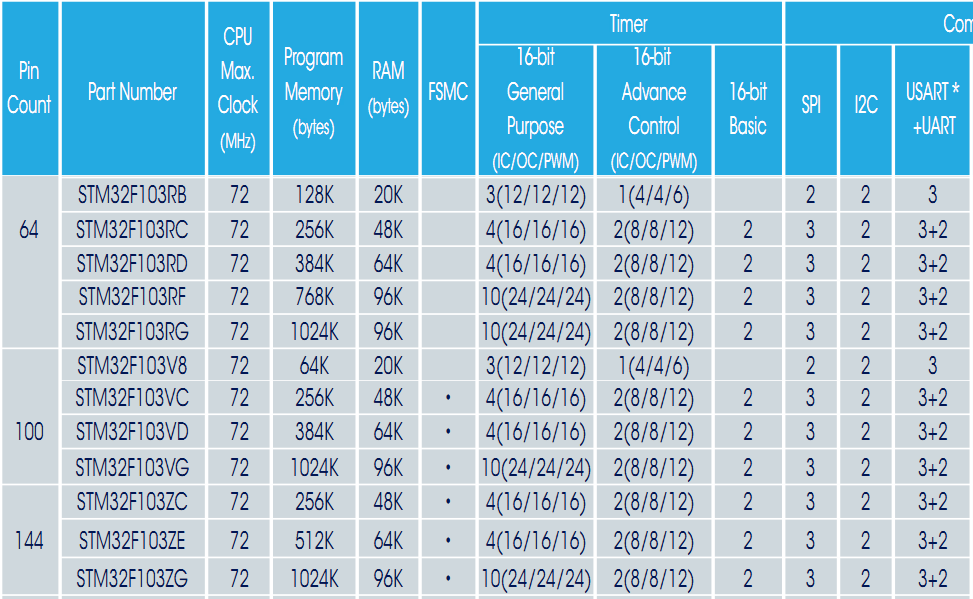 Timer Com
Pin Count Part Number CPU Max. Clock (MHz) Program Memory (bytes) RAM (bytes) FSMC 16-bit General Purpose (IC/OC/PWM) 16-bit Advance Control (IC/OC/PWM) 16-bit Basic SPI I2C USART * +UART
STM32F103RB 72 128K 20K 3(12/12/12) 1(4/4/6) 2 2 3
64 STM32F103RC 72 256K 48K 4(16/16/16) 2(8/8/12) 2 3 2 3+2
STM32F103RD 72 384K 64K 4(16/16/16) 2(8/8/12) 2 3 2 3+2
STM32F103RF 72 768K 96K 10(24/24/24) 2(8/8/12) 2 3 2 3+2
STM32F103RG 72 1024K 96K 10(24/24/24) 2(8/8/12) 2 3 2 3+2
STM32F103V8 72 64K 20K 3(12/12/12) 1(4/4/6) 2 2 3
STM32F103VC 72 256K 48K • 4(16/16/16) 2(8/8/12) 2 3 2 3+2
100 STM32F103VD 72 384K 64K • 4(16/16/16) 2(8/8/12) 2 3 2 3+2
STM32F103VG 72 1024K 96K • 10(24/24/24) 2(8/8/12) 2 3 2 3+2
STM32F103ZC 72 256K 48K • 4(16/16/16) 2(8/8/12) 2 3 2 3+2
144 STM32F103ZE 72 512K 64K • 4(16/16/16) 2(8/8/12) 2 3 2 3+2
STM32F103ZG 72 1024K 96K • 10(24/24/24) 2(8/8/12) 2 3 2 3+2